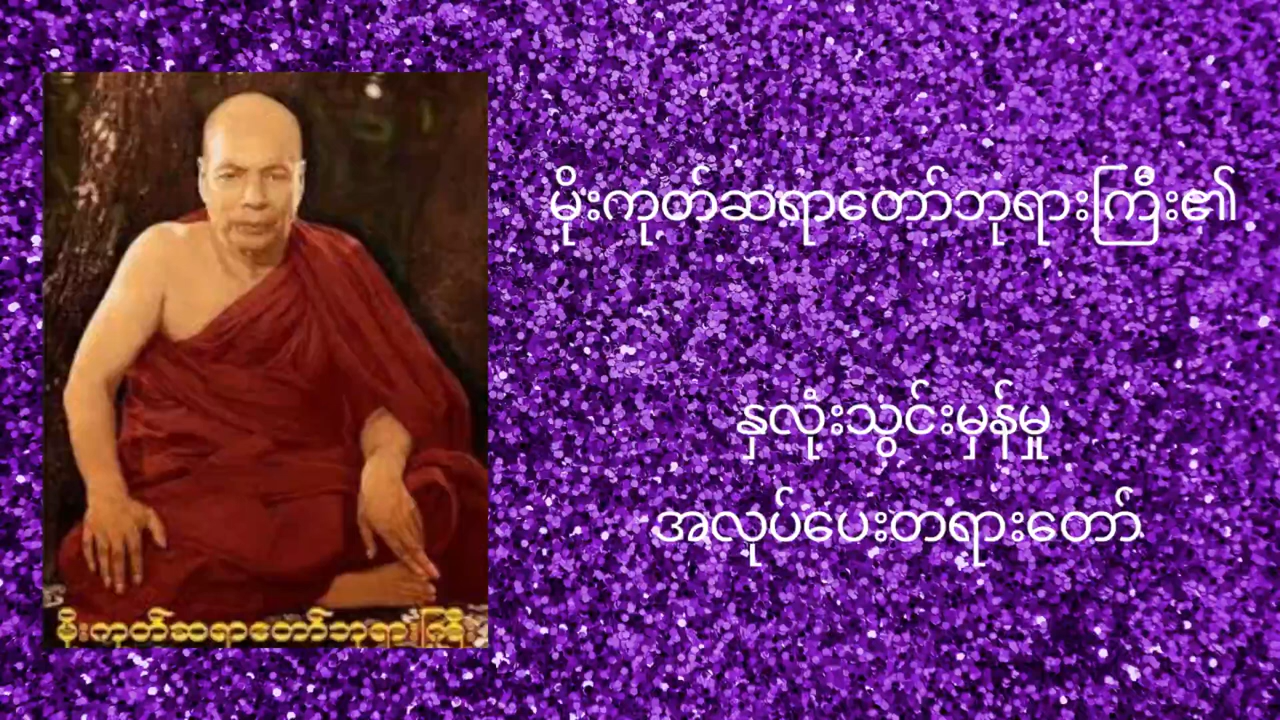 မိုးကုတ်ဆရာတော်ဘုရားကြီး၏
နှလုံးသွင်းမှန်မှု
အလုပ်ပေးတရားတော်
မိုးကုတ်ဆရာတော်ဘုရားကြီး